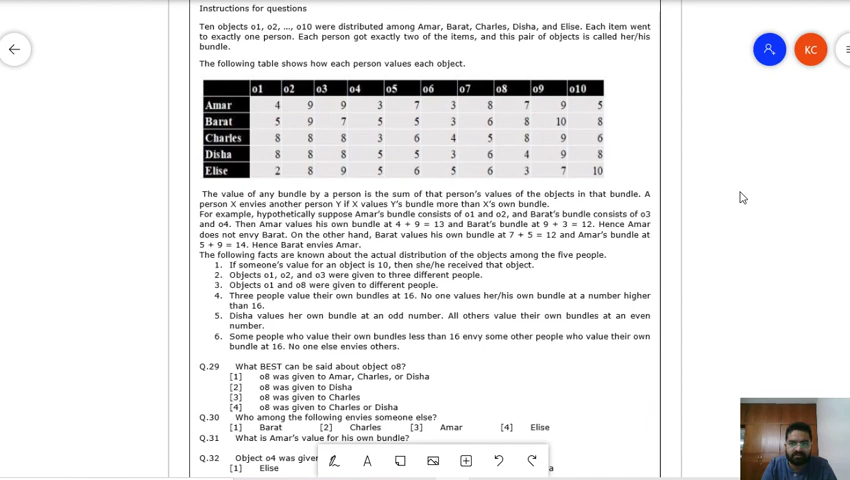 Instructions for questions
Ten objects o1, o2, ..., o10 were distributed among Amar, Barat, Charles, Disha, and Elise. Each item went
to exactly one person. Each person got exactly two of the items, and this pair of objects is called her/his
bundle.
The following table shows how each person values each object.
o1 o2 o3 o4 o5 o6 o7 o8 o9 o10
Amar 4 9 9 3 7 3 8 7 9 5
Barat 5 9 7 5 5 3 6 8 10 8
Charles 8 8 8 3 6 4 5 8 9 6
Disha 8 8 8 5 5 3 6 4 9 8
Elise 2 8 9 5 6 5 6 3 7 10
The value of any bundle by a person is the sum of that person's values of the objects in that bundle. A
person X envies another person Y if X values Y's bundle more than X's own bundle.
For example, hypothetically suppose Amar's bundle consists of o1 and o2, and Barat's bundle consists of o3
and o4. Then Amar values his own bundle at 4 + 9 = 13 and Barat's bundle at 9 + 3 = 12. Hence Amar
does not envy Barat. On the other hand, Barat values his own bundle at 7 + 5 = 12 and Amar's bundle at
5 + 9 = 14. Hence Barat envies Amar.
The following facts are known about the actual distribution of the objects among the five people.
1. If someone's value for an object is 10, then she/he received that object.
2. Objects o1, o2, and o3 were given to three different people.
3. Objects o1 and o8 were given to different people.
4. Three people value their own bundles at 16. No one values her/his own bundle at a number higher
than 16.
5. Disha values her own bundle at an odd number. All others value their own bundles at an even
number.
6. Some people who value their own bundles less than 16 envy some other people who value their own
bundle at 16. No one else envies others.
Q.29 What BEST can be said about object o8?
[1] o8 was given to Amar, Charles, or Disha
[2] o8 was given to Disha
[3] o8 was given to Charles
[4] o8 was given to Charles or Disha
Q.30 Who among the following envies someone else?
[1] Barat [2] Charles [3] Amar [4] Elise
Q.31 What is Amar's value for his own bundle?
Q.32 Object o4 was given
[1] Elise
KC
A